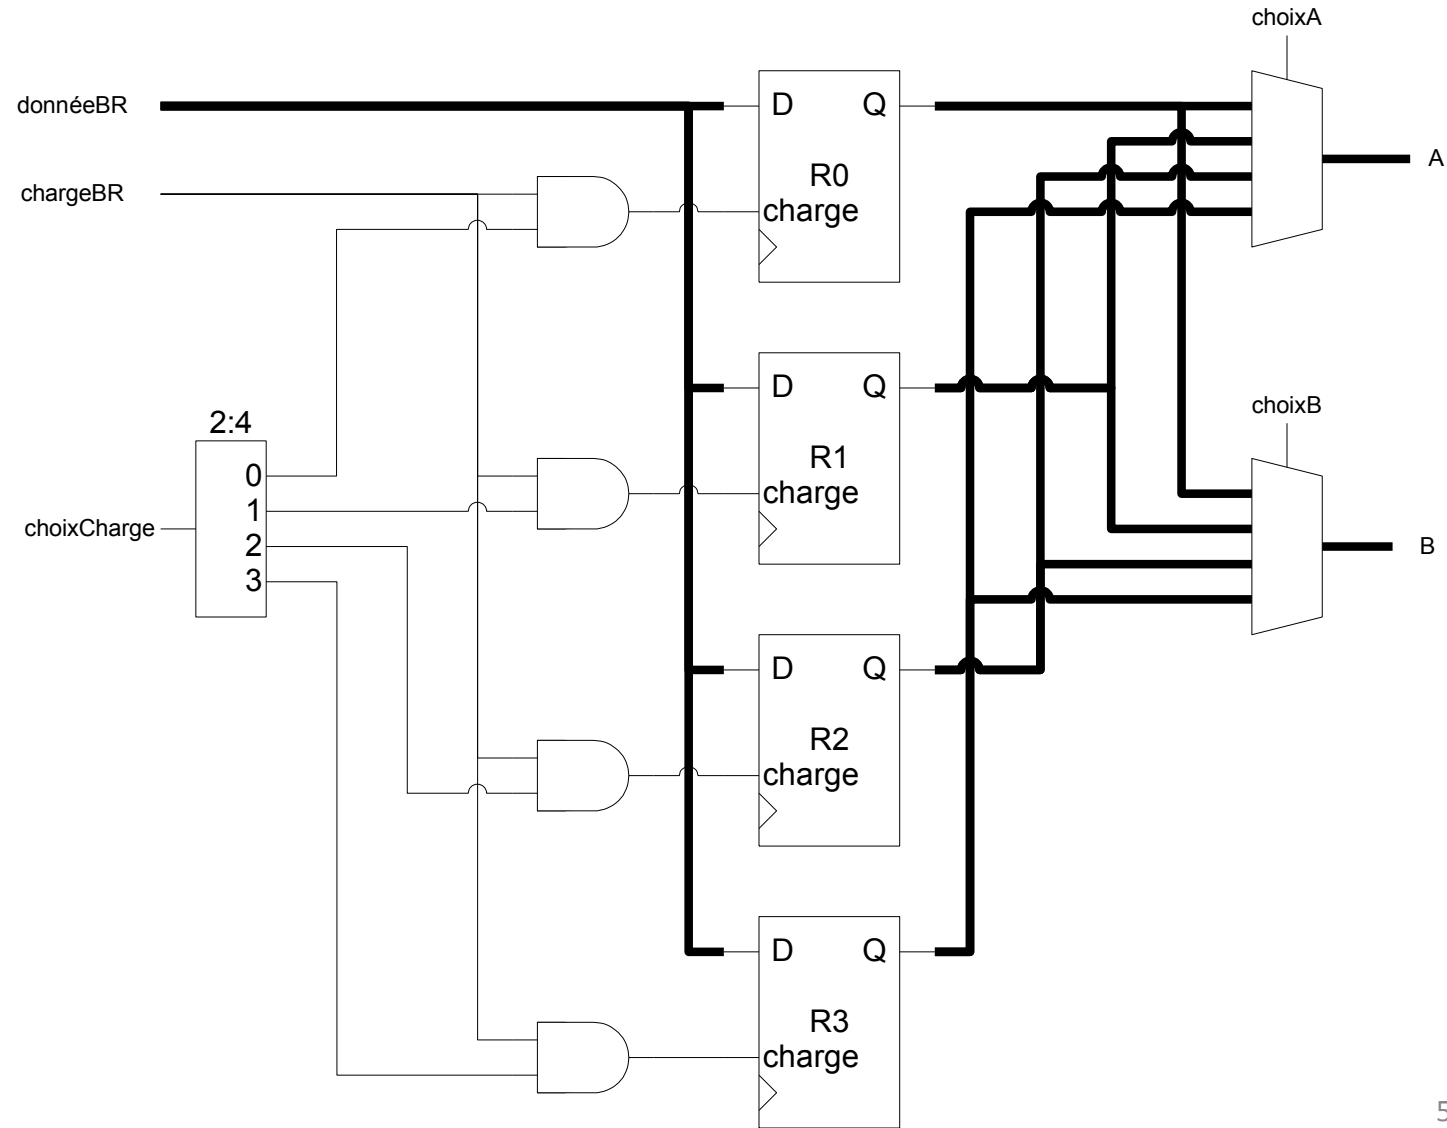 choixA
donnéeBR
D Q
A
R0
chargeBR
charge
D Q
choixB
2:4
0
R1
charge
1
choixCharge
2
B
3
D Q
R2
charge
D Q
R3
charge
5